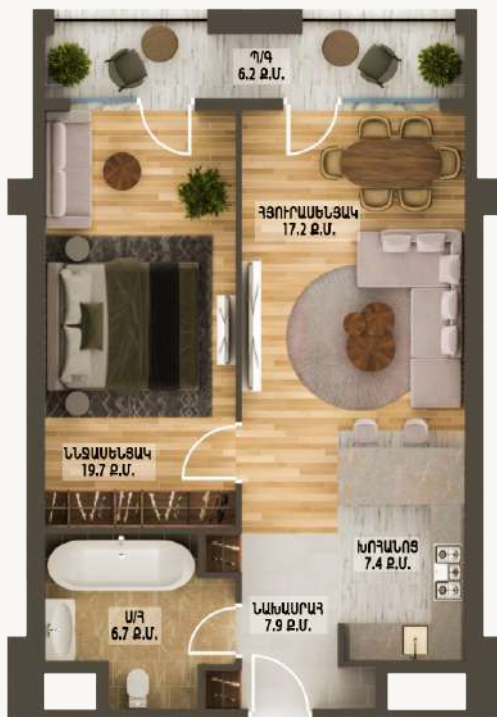 Պ/Գ
6.2 Ք.Մ.
ՀՅՈՒՐԱՍԵՆՅԱԿ
17.2 Ք.Մ.
ՆՆՋԱՍԵՆՅԱԿ
19.7 Ք.Մ.
ԽՈՀԱՆՈՑ
7.4 Ք.Մ.
Ս/Հ
6.7 Ք.Մ.
ՆԱԽԱՍՐԱՀ
7.9 Ք.Մ.